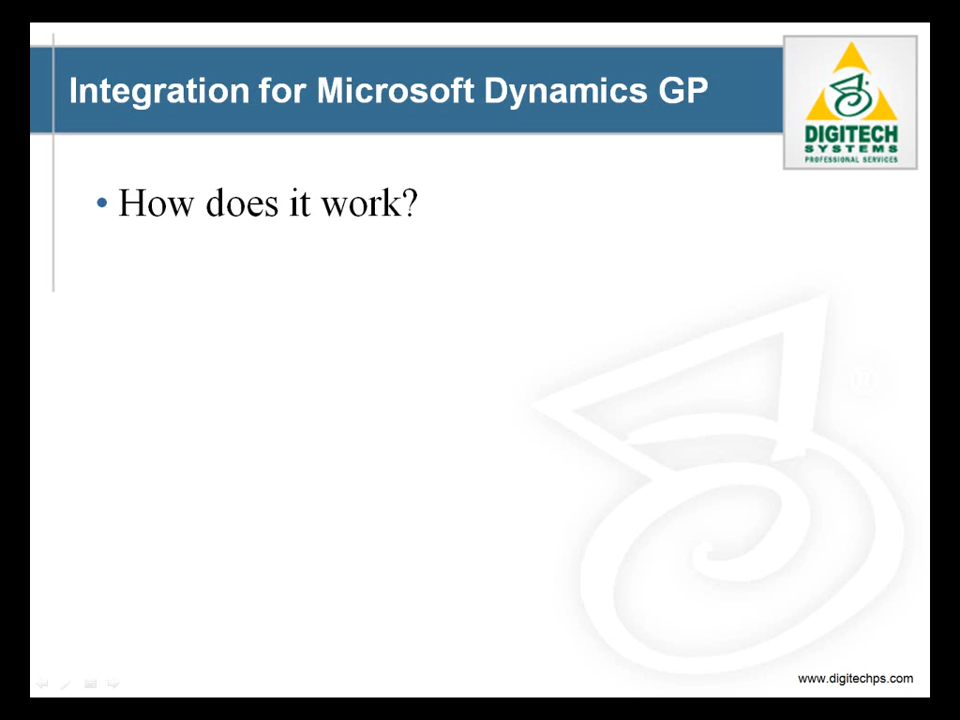 Integration for Microsoft Dynamics GP
DIGITECH
SYSTEMS
PROFESSIONAL SERVICES
• How does it work?
www.digitechps.com